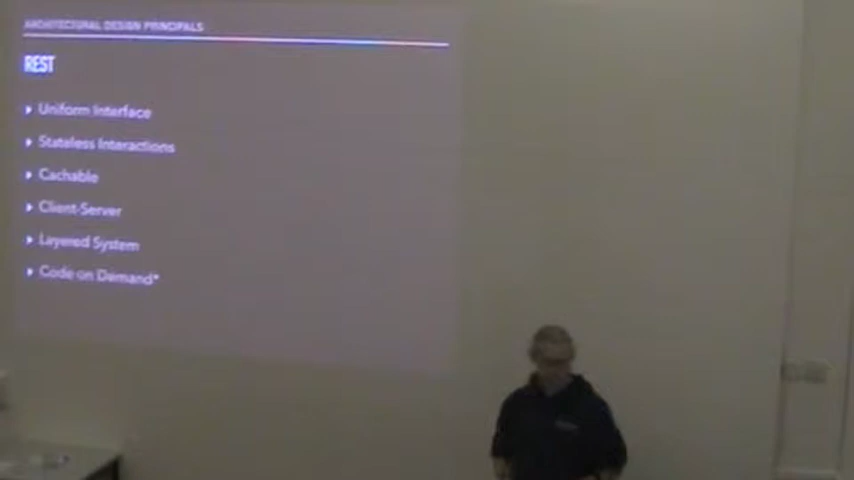 ARCHITECTURAL DESIGN PRINCIPALS
REST
Uniform Interface
Stateless Interactions
Cachable
Client-Server
Layered System
Code on Demand*